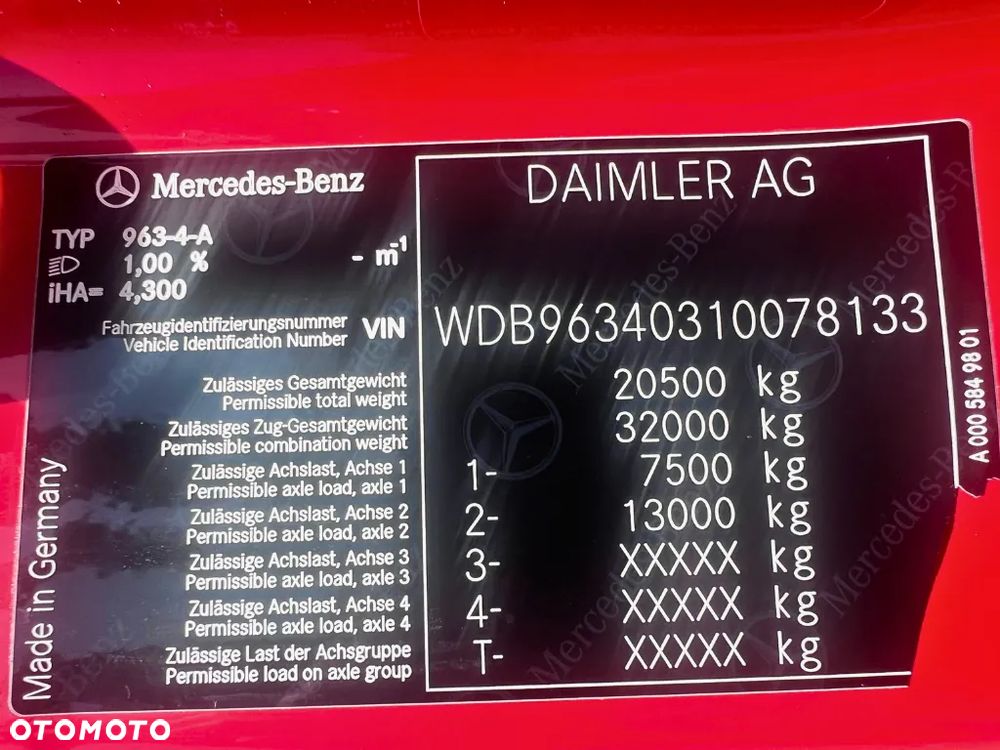 Mercedes-Benz
TYP 963-4-A
1,00 % - m-1
iHA= 4,300
Fahrzeugidentifizierungsnummer
Vehicle Identification Number
VIN
Zulässiges Gesamtgewicht
Permissible total weight
Zulässiges Zug-Gesamtgewicht
Permissible combination weight
Zulässige Achslast, Achse 1
Permissible axle load, axle 1
Zulässige Achslast, Achse 2
Permissible axle load, axle 2
Zulässige Achslast, Achse 3
Permissible axle load, axle 3
Zulässige Achslast, Achse 4
Permissible axle load, axle 4
Zulässige Last der Achsgruppe
Permissible load on axle group
DAIMLER AG
WDB96340310078133
20500 kg
32000 kg
1- 7500 kg
2- 13000 kg
3- XXXXX kg
4- XXXXX kg
T- XXXXX kg
Made in Germany
A 000 584 98 01
OTOMOTO